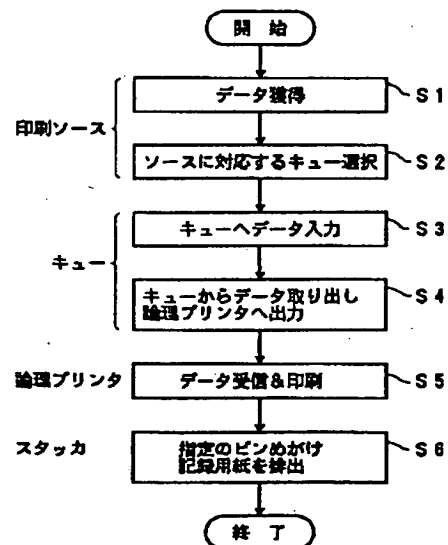 開 始
データ獲得
S1
印刷ソース
ソースに対応するキュー選択
S2
キューへデータ入力
S3
キュー
キューからデータ取り出し
論理プリンタへ出力
S4
論理プリンタ
データ受信&印刷
S5
スタッカ
指定のビンめがけ
記録用紙を排出
S6
終 了